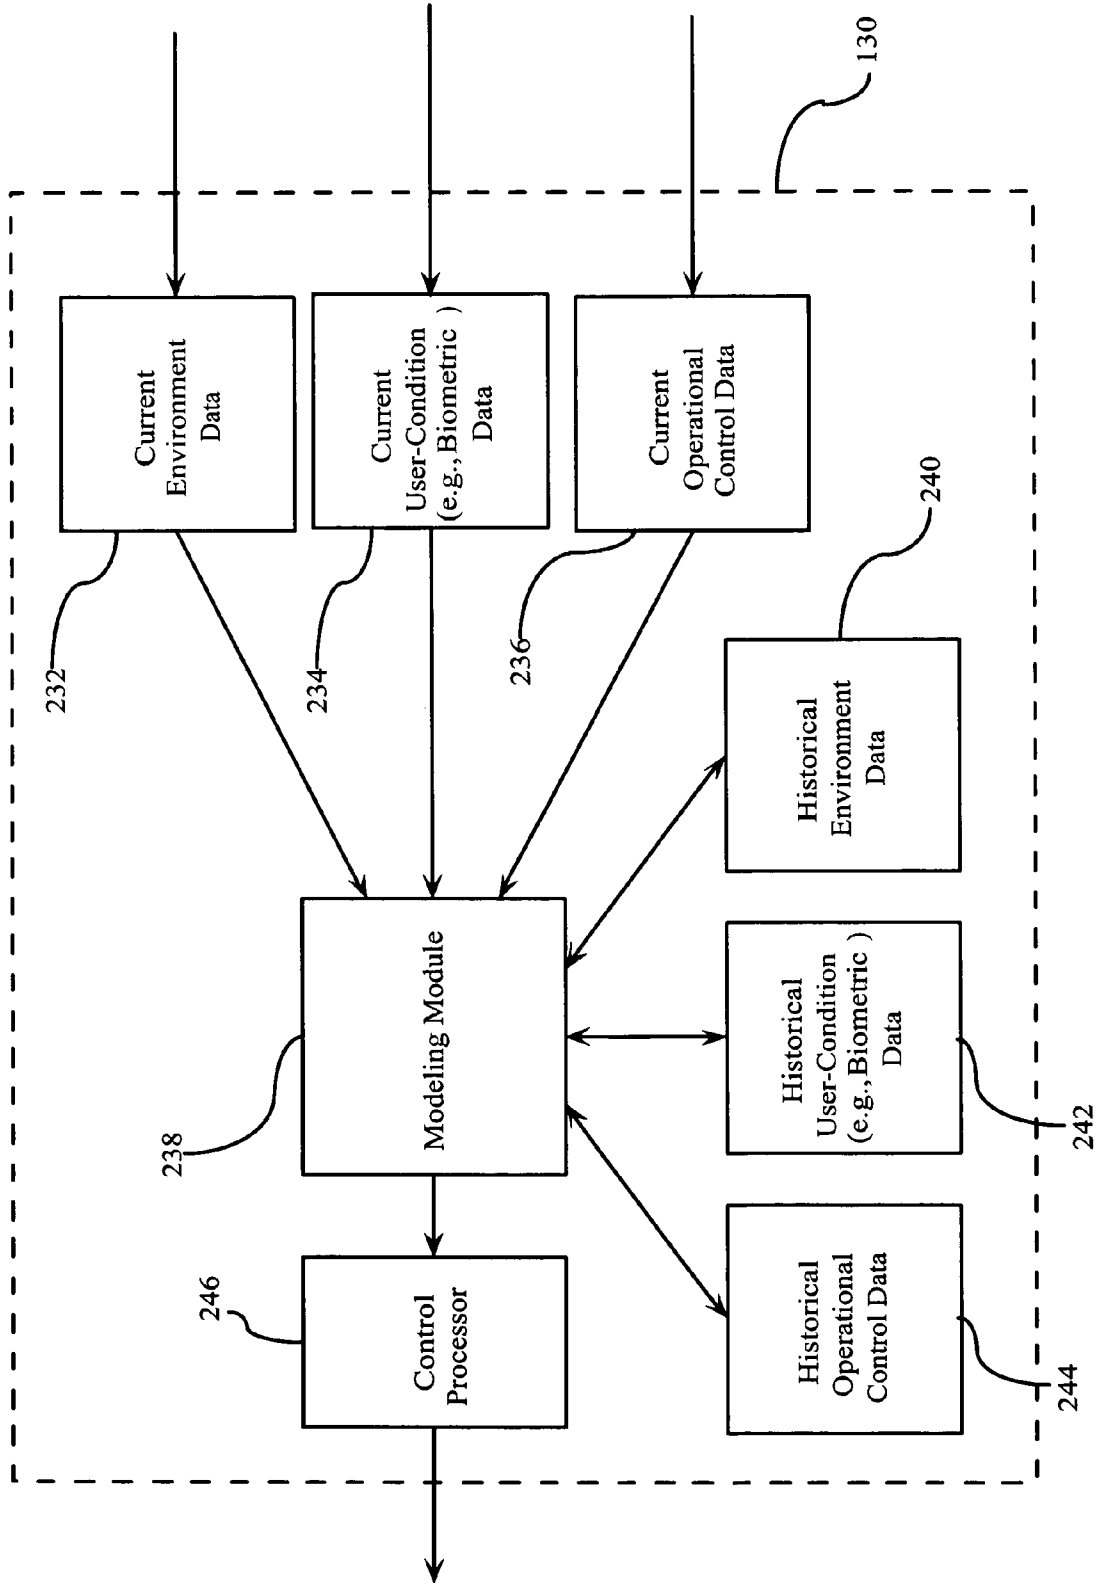 130
Current
Environment
Data
232
Current
User-Condition
(e.g., Biometric )
Data
234
Current
Operational
Control Data
236
Modeling Module
238
Historical
Environment
Data
240
Historical
User-Condition
(e.g., Biometric )
Data
242
Historical
Operational
Control Data
244
Control
Processor
246